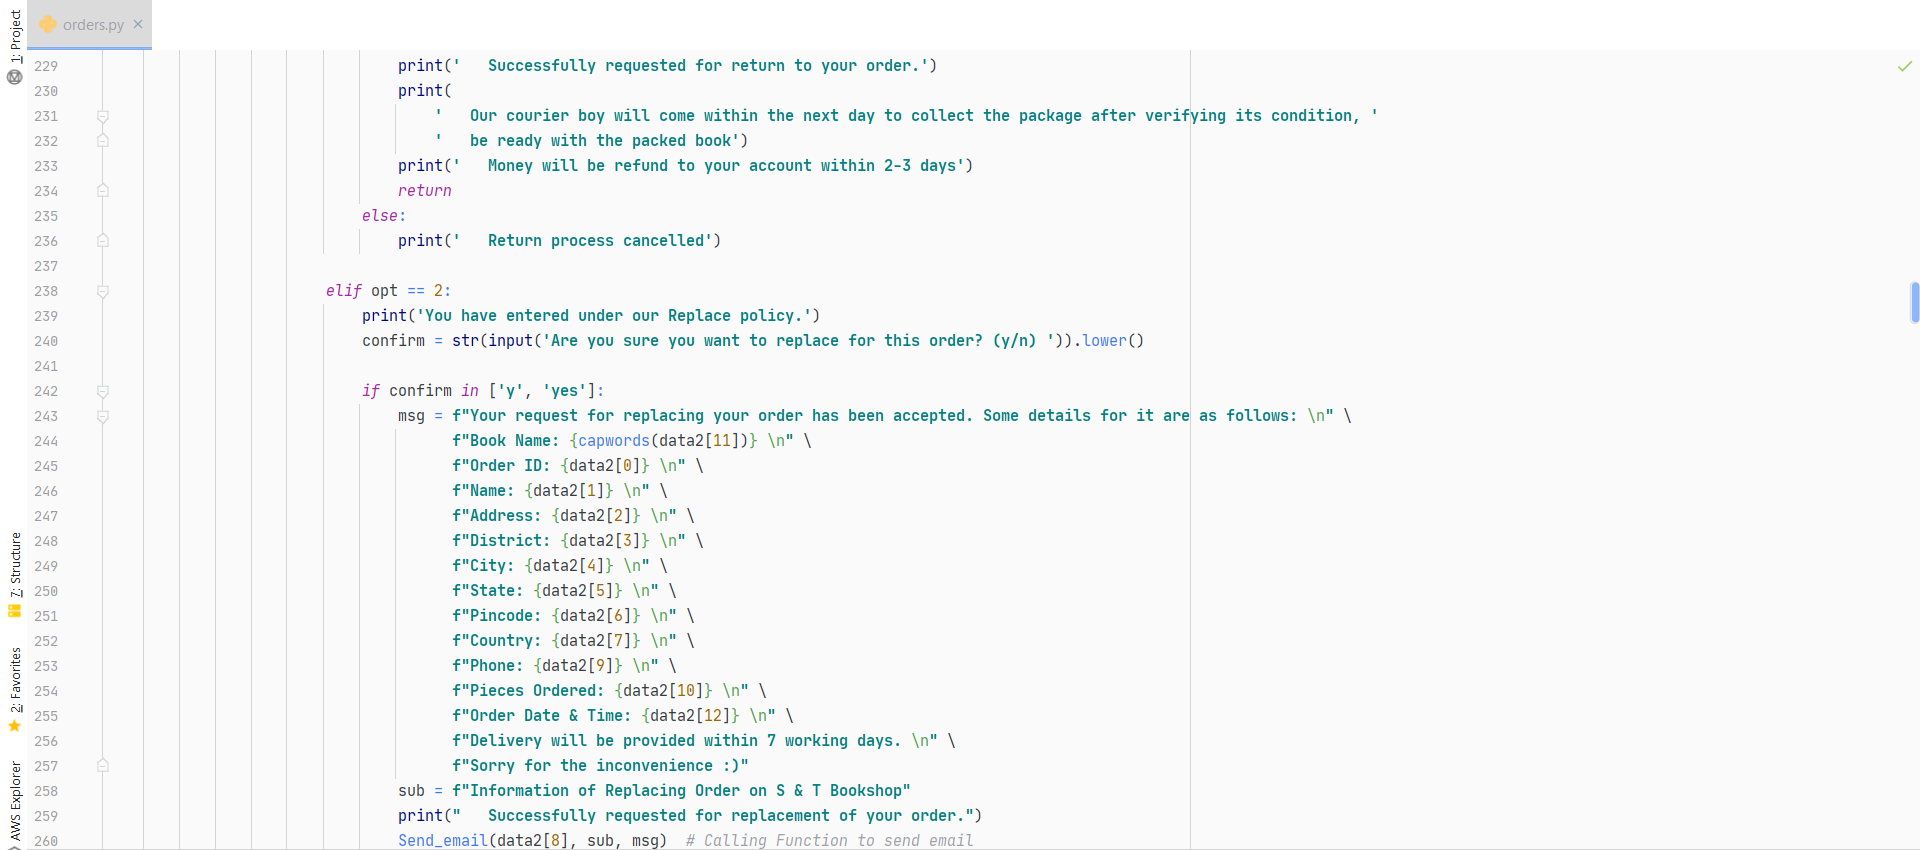 orders.py
1: Project
7: Structure
2: Favorites
AWS Explorer
229 print('   Successfully requested for return to your order.')
230 print(
231 '   Our courier boy will come within the next day to collect the package after verifying its condition, '
232 '   be ready with the packed book')
233 print('   Money will be refund to your account within 2-3 days')
234 return
235 else:
236 print('   Return process cancelled')
237
238 elif opt == 2:
239 print('You have entered under our Replace policy.')
240 confirm = str(input('Are you sure you want to replace for this order? (y/n) ')).lower()
241
242 if confirm in ['y', 'yes']:
243 msg = f"Your request for replacing your order has been accepted. Some details for it are as follows: \n" \
244 f"Book Name: {capwords(data2[11])} \n" \
245 f"Order ID: {data2[0]} \n" \
246 f"Name: {data2[1]} \n" \
247 f"Address: {data2[2]} \n" \
248 f"District: {data2[3]} \n" \
249 f"City: {data2[4]} \n" \
250 f"State: {data2[5]} \n" \
251 f"Pincode: {data2[6]} \n" \
252 f"Country: {data2[7]} \n" \
253 f"Phone: {data2[9]} \n" \
254 f"Pieces Ordered: {data2[10]} \n" \
255 f"Order Date & Time: {data2[12]} \n" \
256 f"Delivery will be provided within 7 working days. \n" \
257 f"Sorry for the inconvenience :)"
258 sub = f"Information of Replacing Order on S & T Bookshop"
259 print("   Successfully requested for replacement of your order.")
260 Send_email(data2[8], sub, msg)  # Calling Function to send email